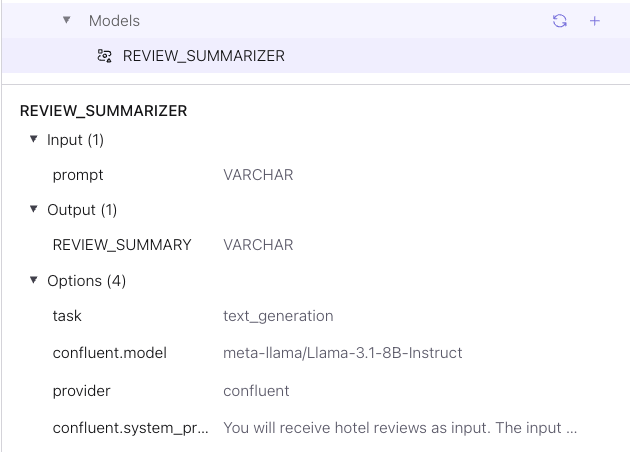 Models
REVIEW_SUMMARIZER
REVIEW_SUMMARIZER
Input (1)
prompt VARCHAR
Output (1)
REVIEW_SUMMARY VARCHAR
Options (4)
task text_generation
confluent.model meta-llama/Llama-3.1-8B-Instruct
provider confluent
confluent.system_pr... You will receive hotel reviews as input. The input ...